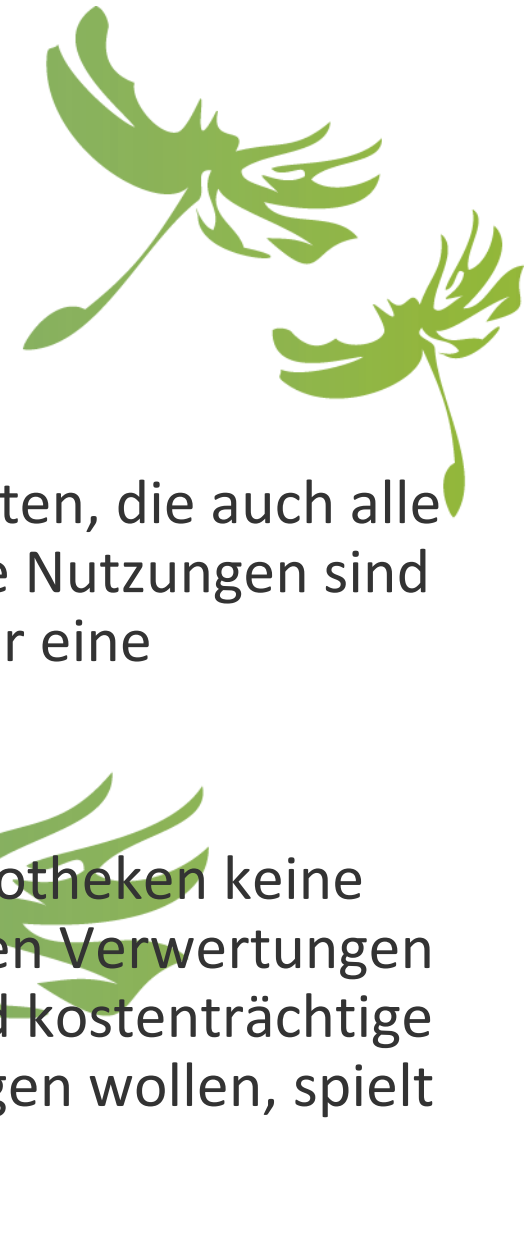 ten, die auch alle
e Nutzungen sind
r eine
otheken keine
en Verwertungen
d kostenträchtige
gen wollen, spielt